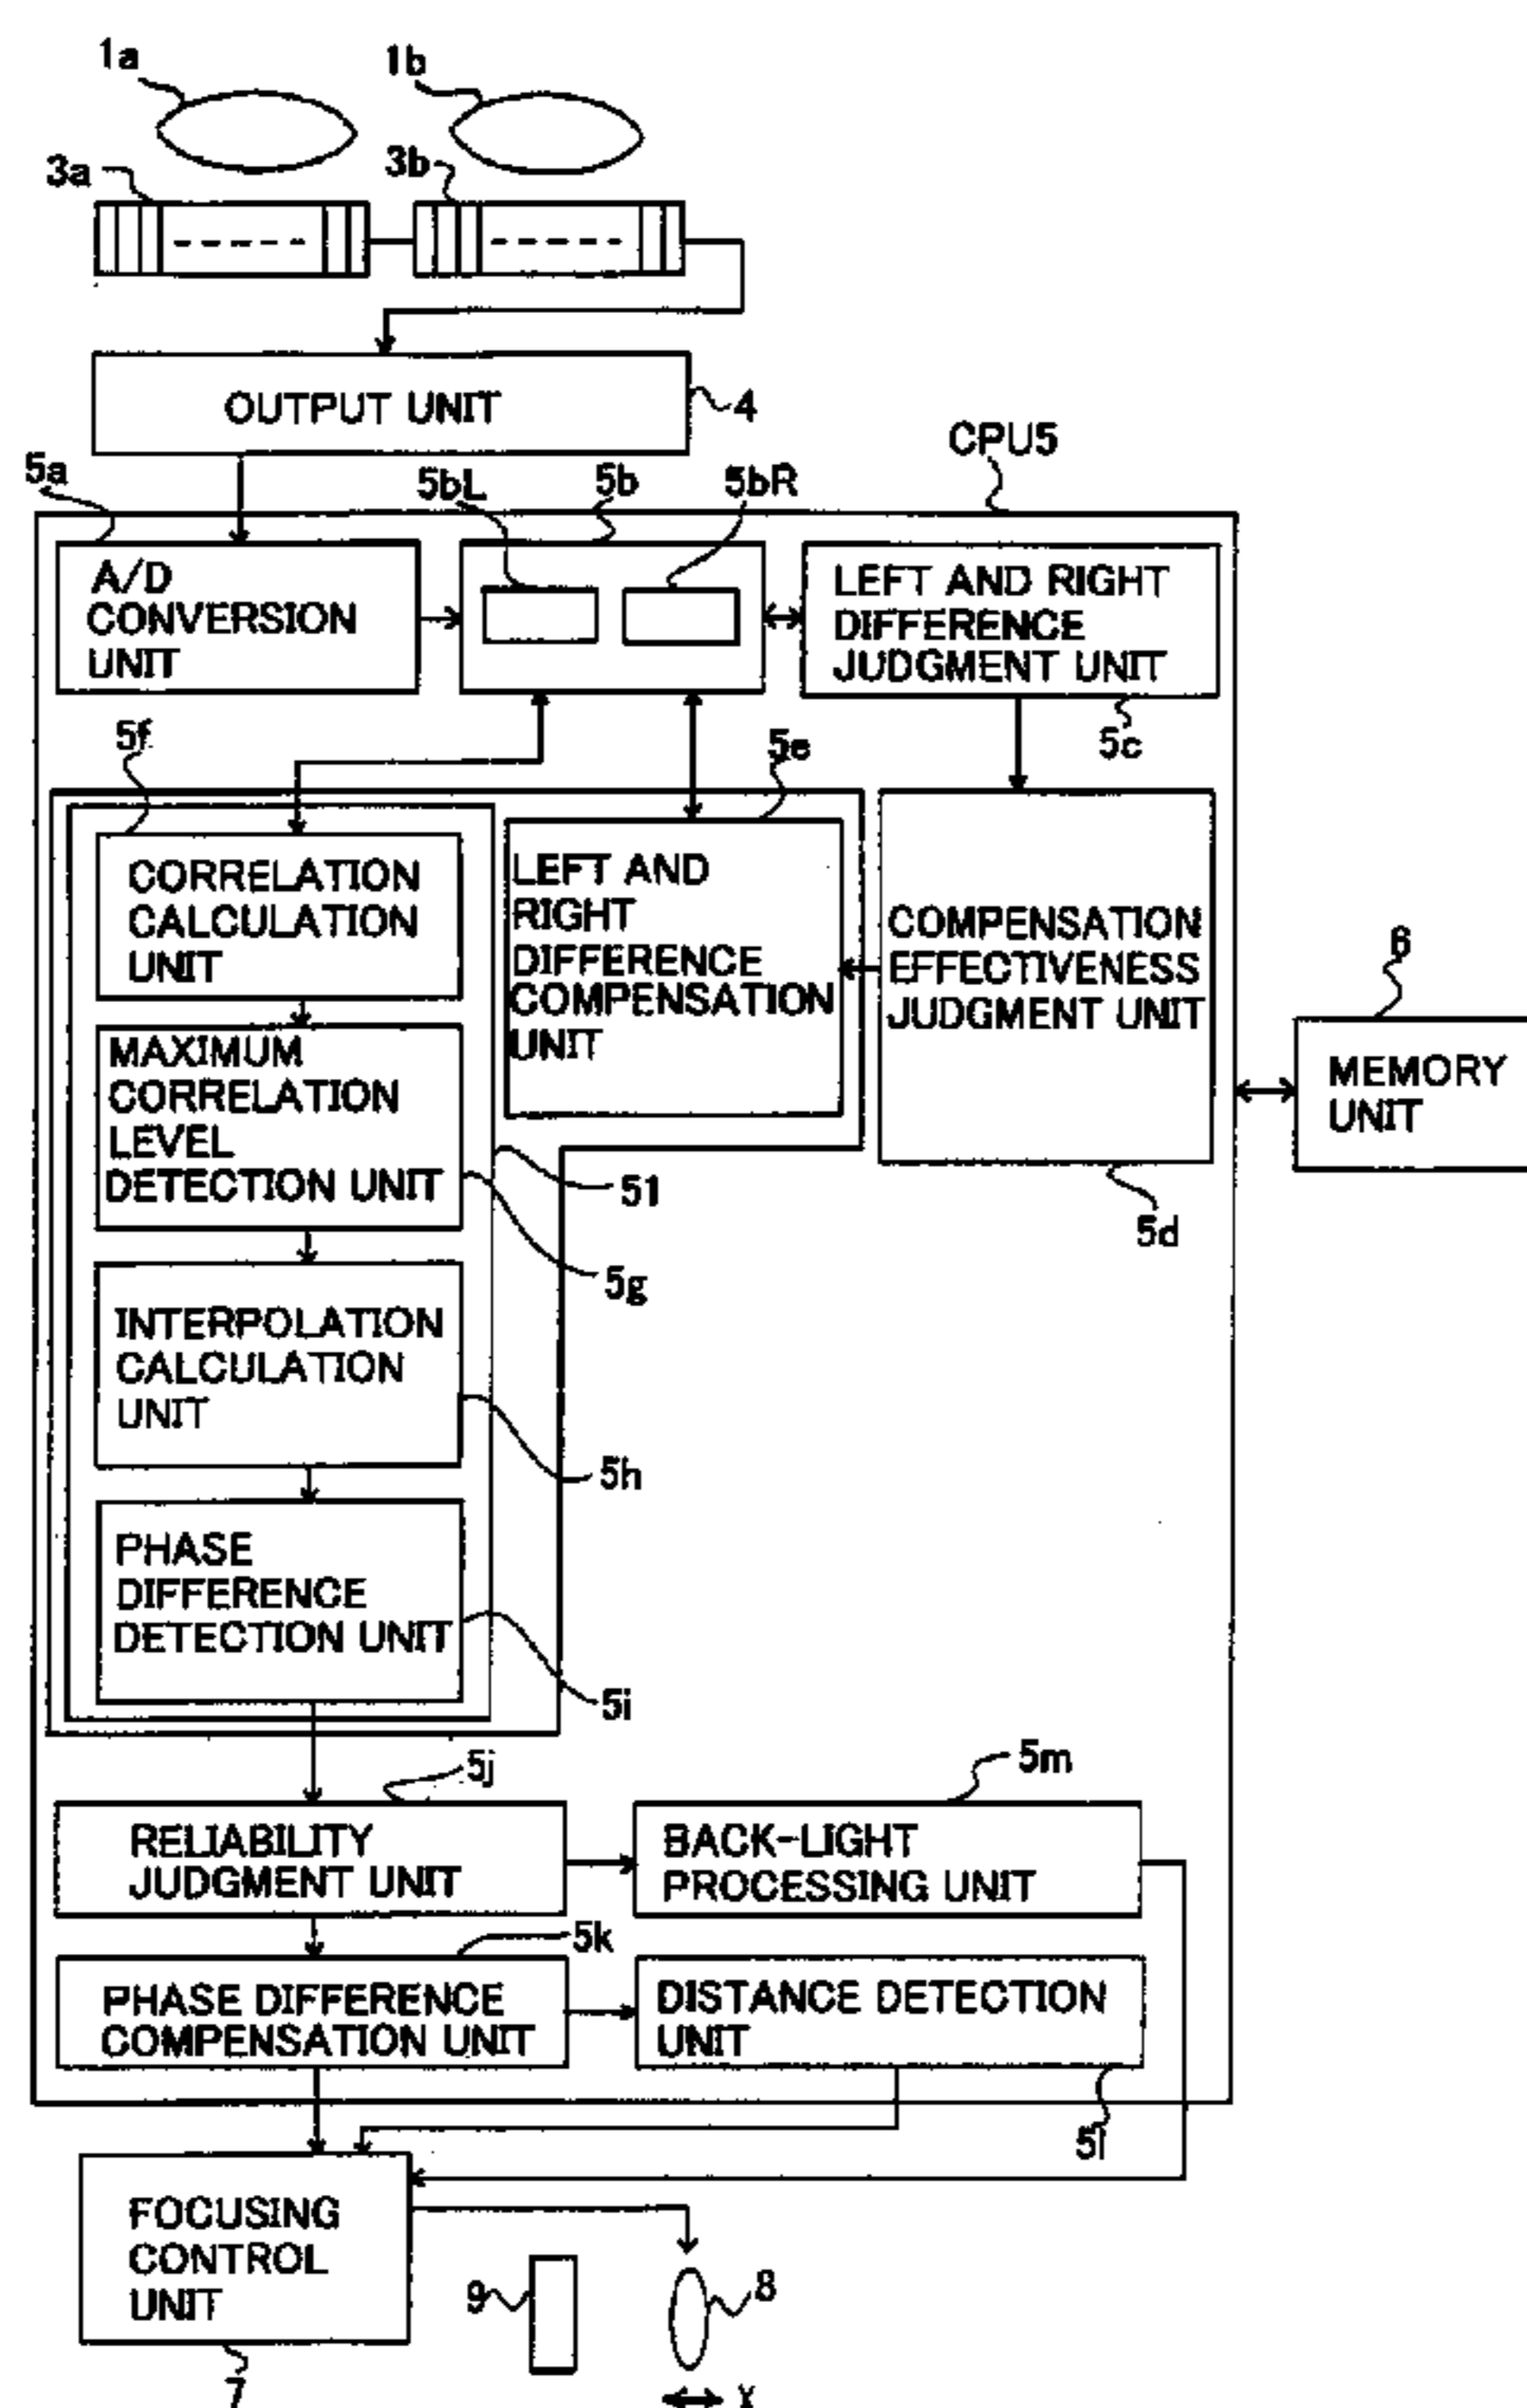 1a
1b
3a
3b
OUTPUT UNIT
4
CPU5
5a
5bL
5b
5bR
A/D
CONVERSION
UNIT
LEFT AND RIGHT
DIFFERENCE
JUDGMENT UNIT
5c
5f
5e
CORRELATION
CALCULATION
UNIT
LEFT AND
RIGHT
DIFFERENCE
COMPENSATION
UNIT
COMPENSATION
EFFECTIVENESS
JUDGMENT UNIT
6
MEMORY
UNIT
MAXIMUM
CORRELATION
LEVEL
DETECTION UNIT
51
5d
5g
INTERPOLATION
CALCULATION
UNIT
5h
PHASE
DIFFERENCE
DETECTION UNIT
5i
5j
5m
RELIABILITY
JUDGMENT UNIT
BACK-LIGHT
PROCESSING UNIT
5k
PHASE DIFFERENCE
COMPENSATION UNIT
DISTANCE DETECTION
UNIT
5l
FOCUSING
CONTROL
UNIT
9
8
7
X